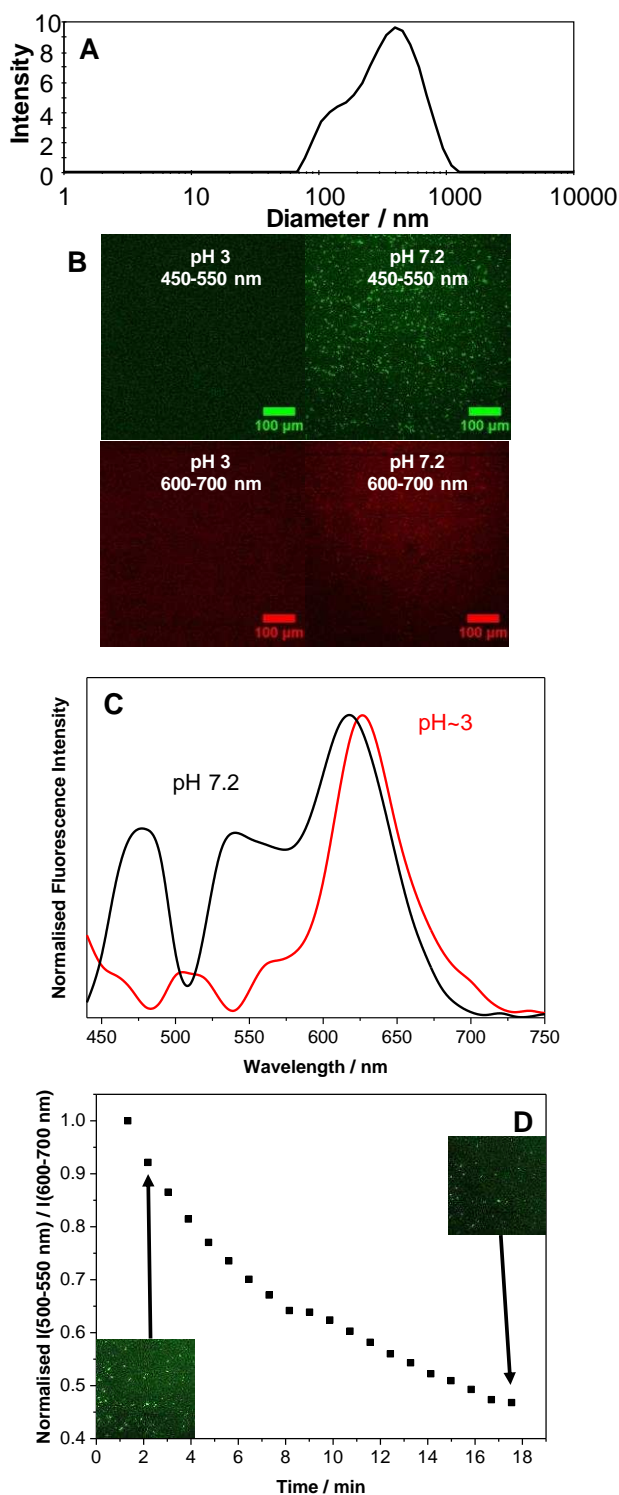 A
Intensity
10
8
6
4
2
0
1
10
100
1000
10000
Diameter / nm
B
pH 3
450-550 nm
100 µm
pH 7.2
450-550 nm
100 µm
pH 3
600-700 nm
100 µm
pH 7.2
600-700 nm
100 µm
C
pH~3
pH 7.2
Normalised Fluorescence Intensity
450
500
550
600
650
700
750
Wavelength / nm
D
Normalised I(500-550 nm) / I(600-700 nm)
1.0
0.9
0.8
0.7
0.6
0.5
0.4
0
2
4
6
8
10
12
14
16
18
Time / min